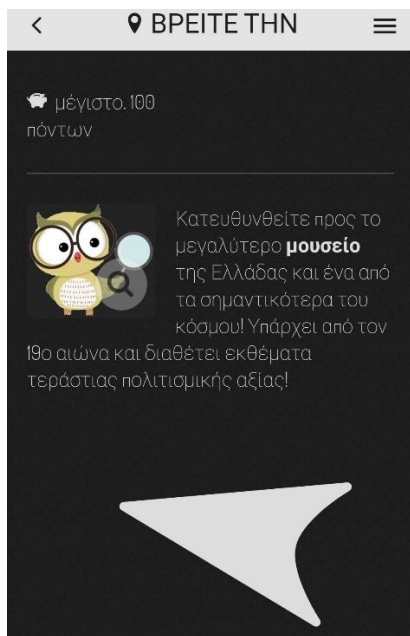 ΒΡΕΙΤΕ ΤΗΝ
μέγιστο. 100
πόντων
Κατευθυνθείτε προς το
μεγαλύτερο μουσείο
της Ελλάδας και ένα από
τα σημαντικότερα του
κόσμου! Υπάρχει από τον
19ο αιώνα και διαθέτει εκθέματα
τεράστιας πολιτισμικής αξίας!